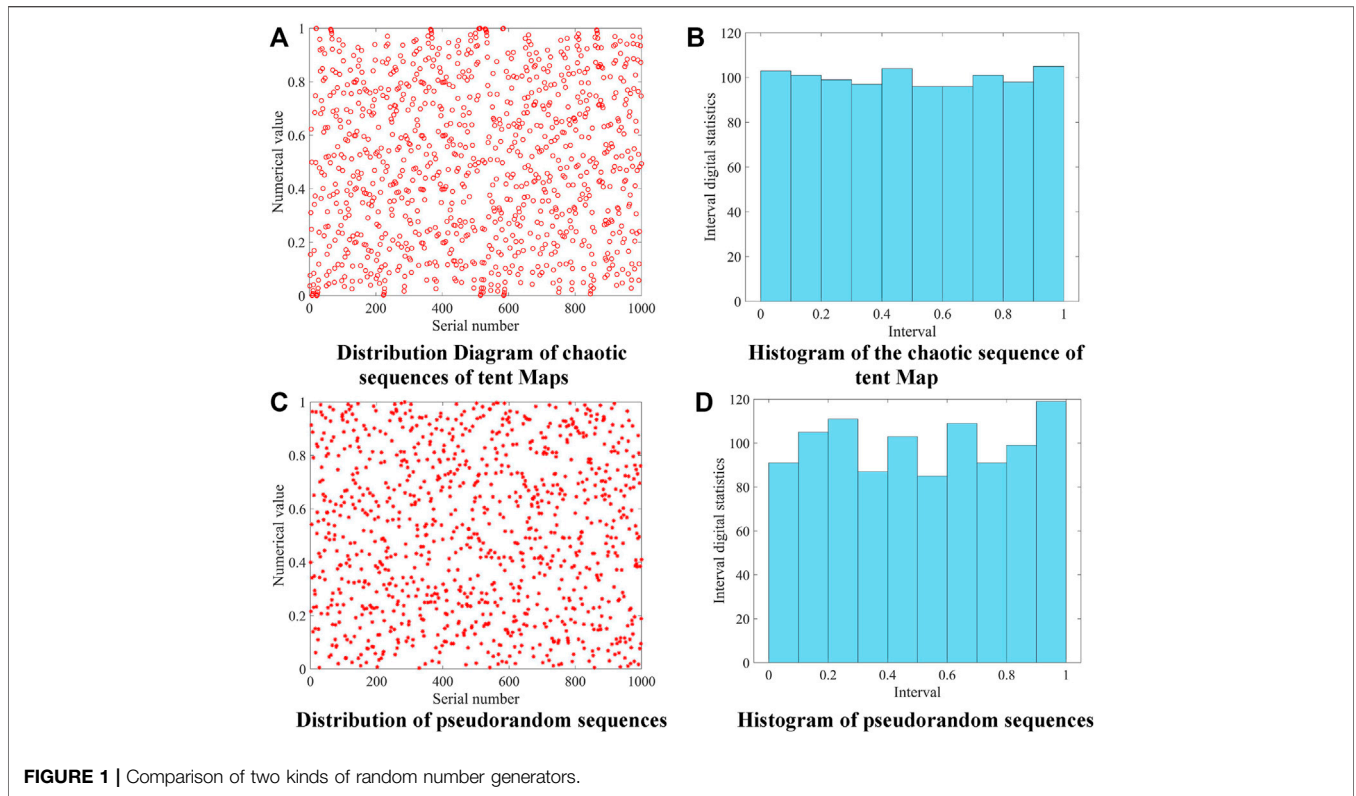 A
1
0.8
0.6
0.4
0.2
0
Numerical value
0 200 400 600 800 1000
Serial number
Distribution Diagram of chaotic
sequences of tent Maps
B
120
100
80
60
40
20
0
Interval digital statistics
0 0.2 0.4 0.6 0.8 1
Interval
Histogram of the chaotic sequence of
tent Map
C
1
0.8
0.6
0.4
0.2
0
Numerical value
0 200 400 600 800 1000
Serial number
Distribution of pseudorandom sequences
D
120
100
80
60
40
20
0
Interval digital statistics
0 0.2 0.4 0.6 0.8 1
Interval
Histogram of pseudorandom sequences
FIGURE 1 | Comparison of two kinds of random number generators.